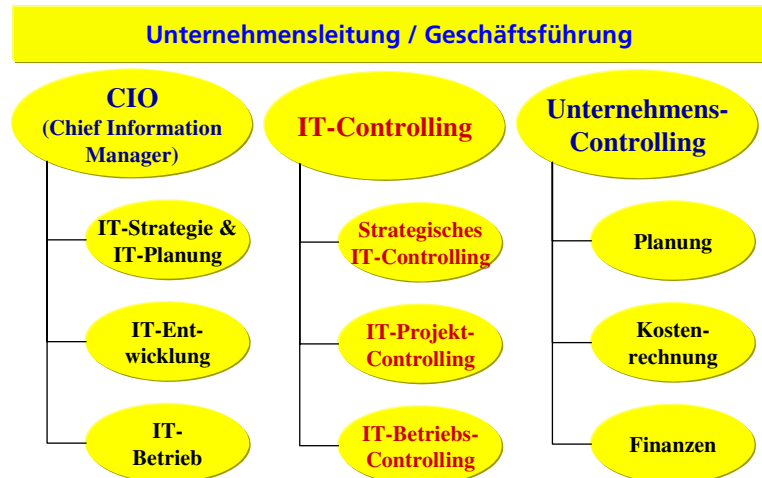 Unternehmensleitung / Geschäftsführung
CIO
(Chief Information
Manager)
IT-Strategie &
IT-Planung
IT-Ent-
wicklung
IT-
Betrieb
IT-Controlling
Strategisches
IT-Controlling
IT-Projekt-
Controlling
IT-Betriebs-
Controlling
Unternehmens-
Controlling
Planung
Kosten-
rechnung
Finanzen